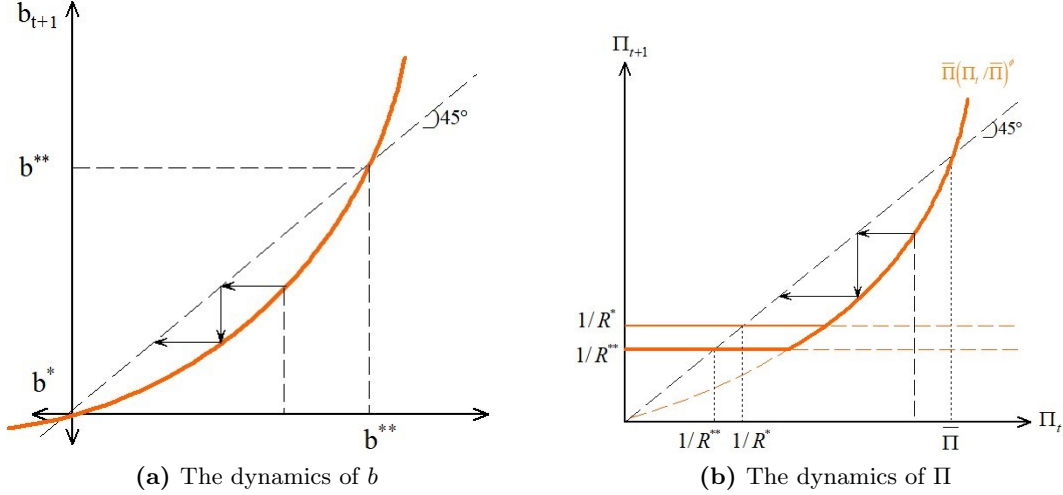 b_{t+1}
45°
b**
b*
b**
(a) The dynamics of b
Π_{t+1}
Π̅(Π_t/Π̅)^ϕ
45°
1/R*
1/R**
1/R** 1/R* Π̅ Π_t
(b) The dynamics of Π